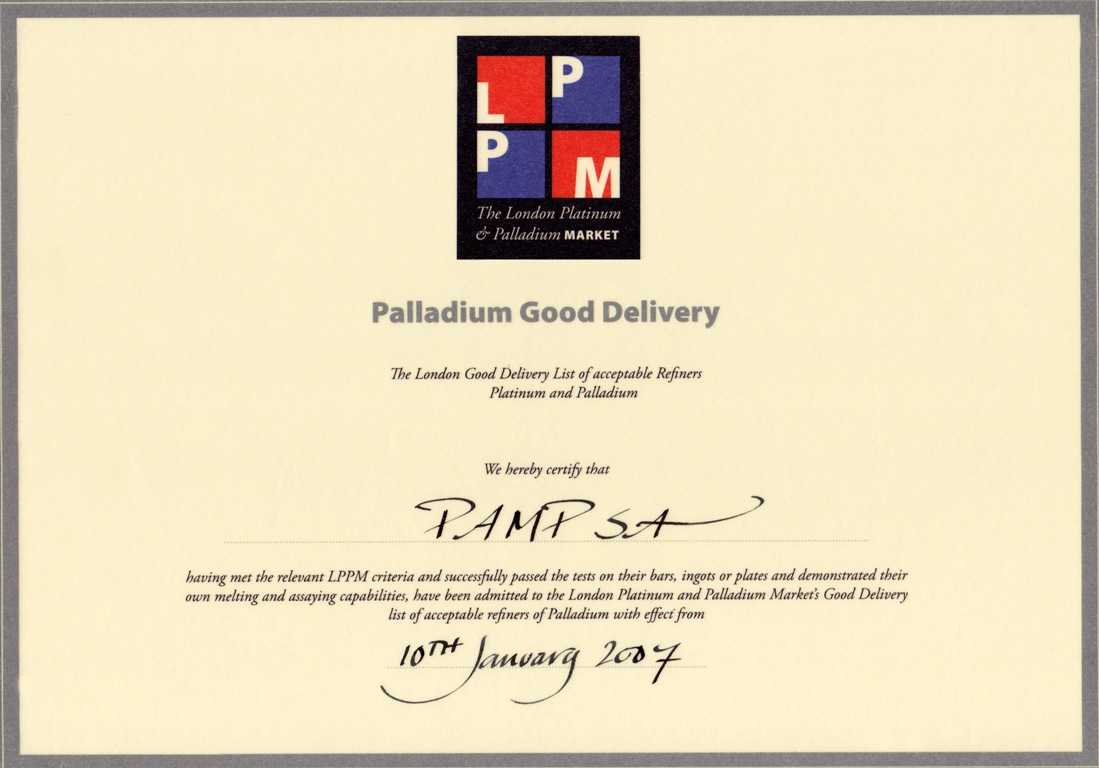 L P
P M
The London Platinum
& Palladium MARKET
Palladium Good Delivery
The London Good Delivery List of acceptable Refiners
Platinum and Palladium
We hereby certify that
PAMP SA
having met the relevant LPPM criteria and successfully passed the tests on their bars, ingots or plates and demonstrated their
own melting and assaying capabilities, have been admitted to the London Platinum and Palladium Market's Good Delivery
list of acceptable refiners of Palladium with effect from
10TH January 2007